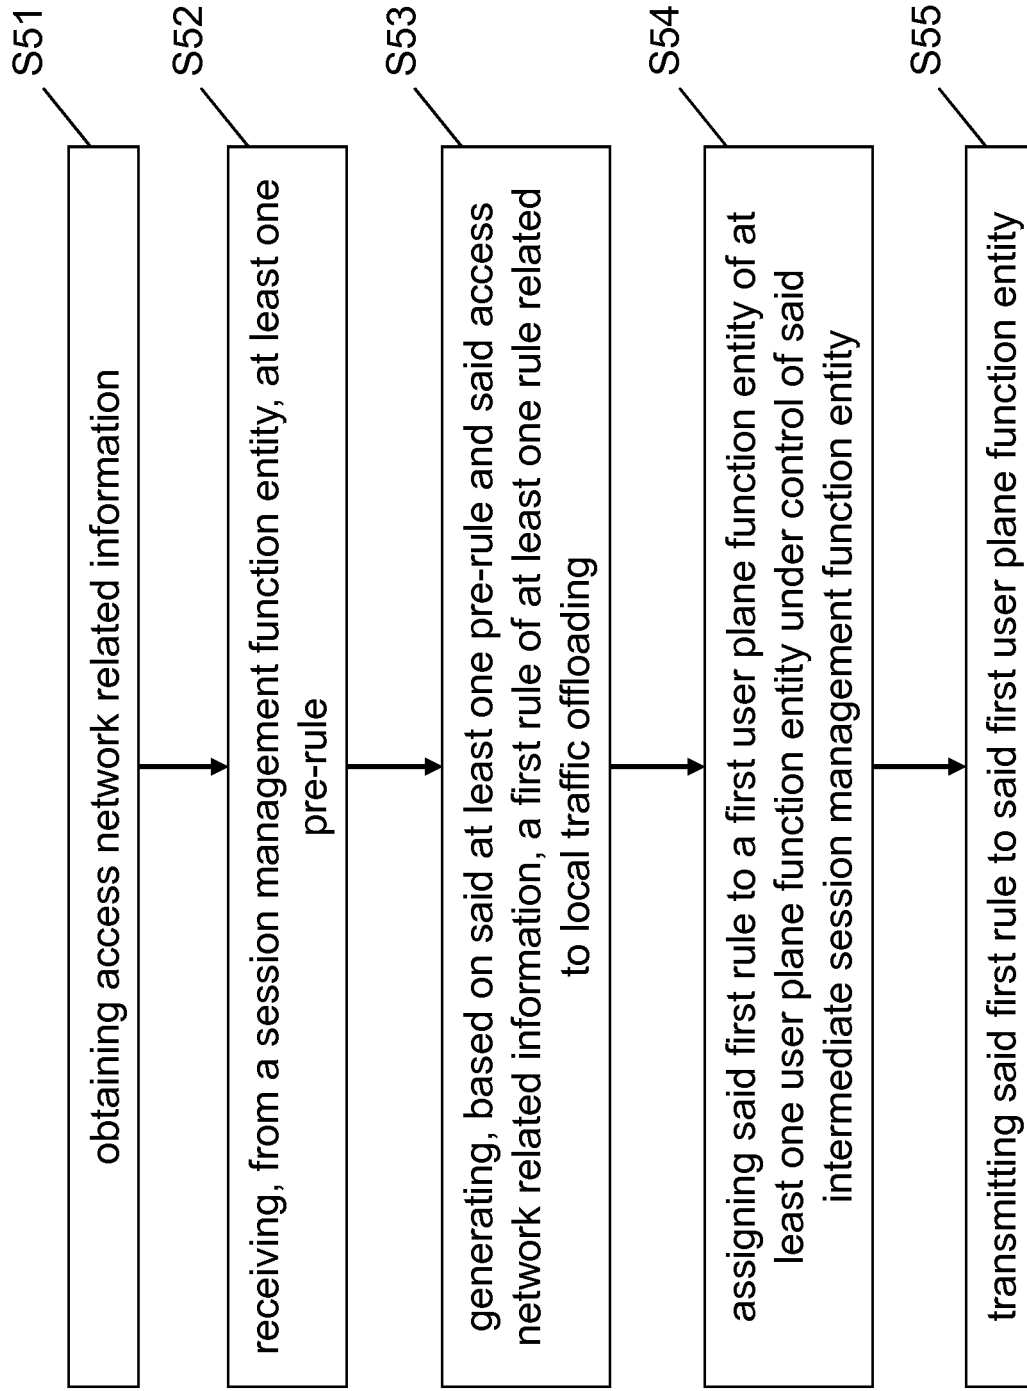 S51
obtaining access network related information
S52
receiving, from a session management function entity, at least one
pre-rule
S53
generating, based on said at least one pre-rule and said access
network related information, a first rule of at least one rule related
to local traffic offloading
S54
assigning said first rule to a first user plane function entity of at
least one user plane function entity under control of said
intermediate session management function entity
S55
transmitting said first rule to said first user plane function entity